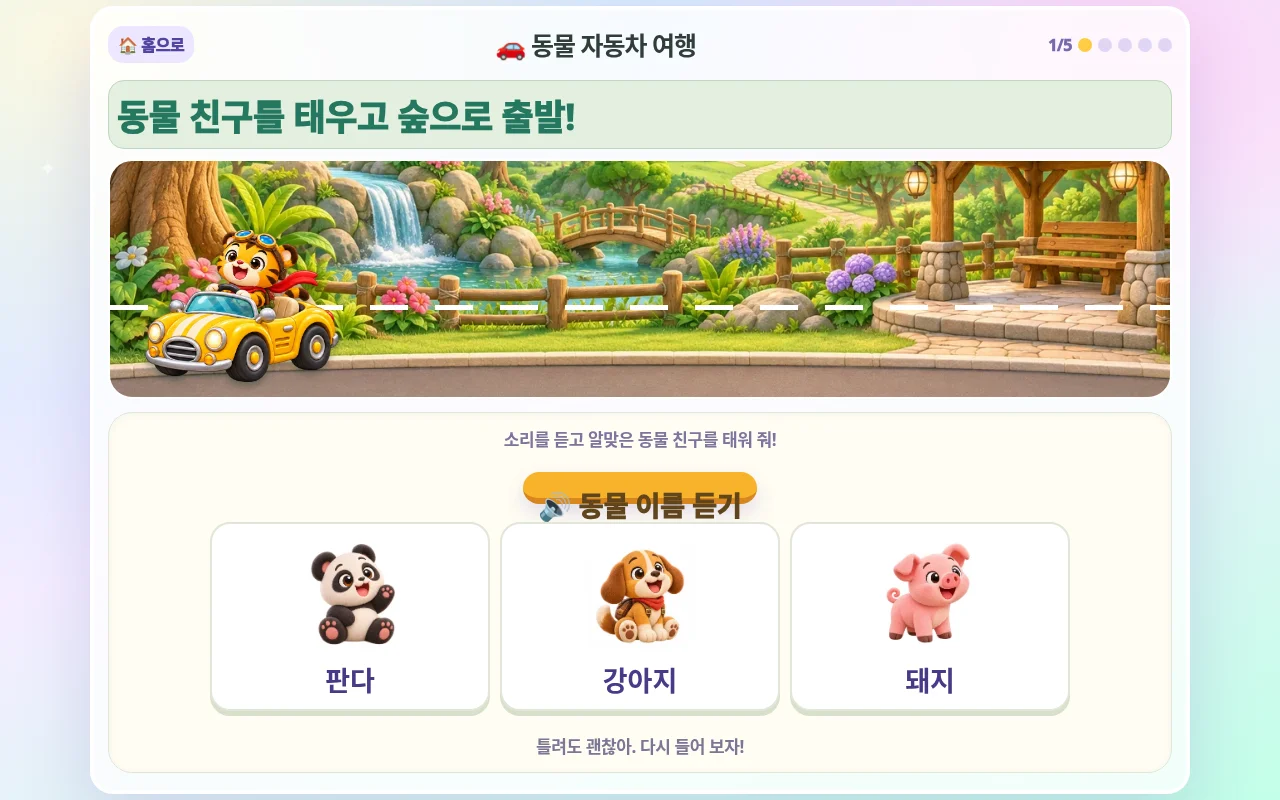 🏠 홈으로
🚗 동물 자동차 여행
1/5
동물 친구를 태우고 숲으로 출발!
소리를 듣고 알맞은 동물 친구를 태워 줘!
🔊 동물 이름 듣기
판다
강아지
돼지
틀려도 괜찮아. 다시 들어 보자!